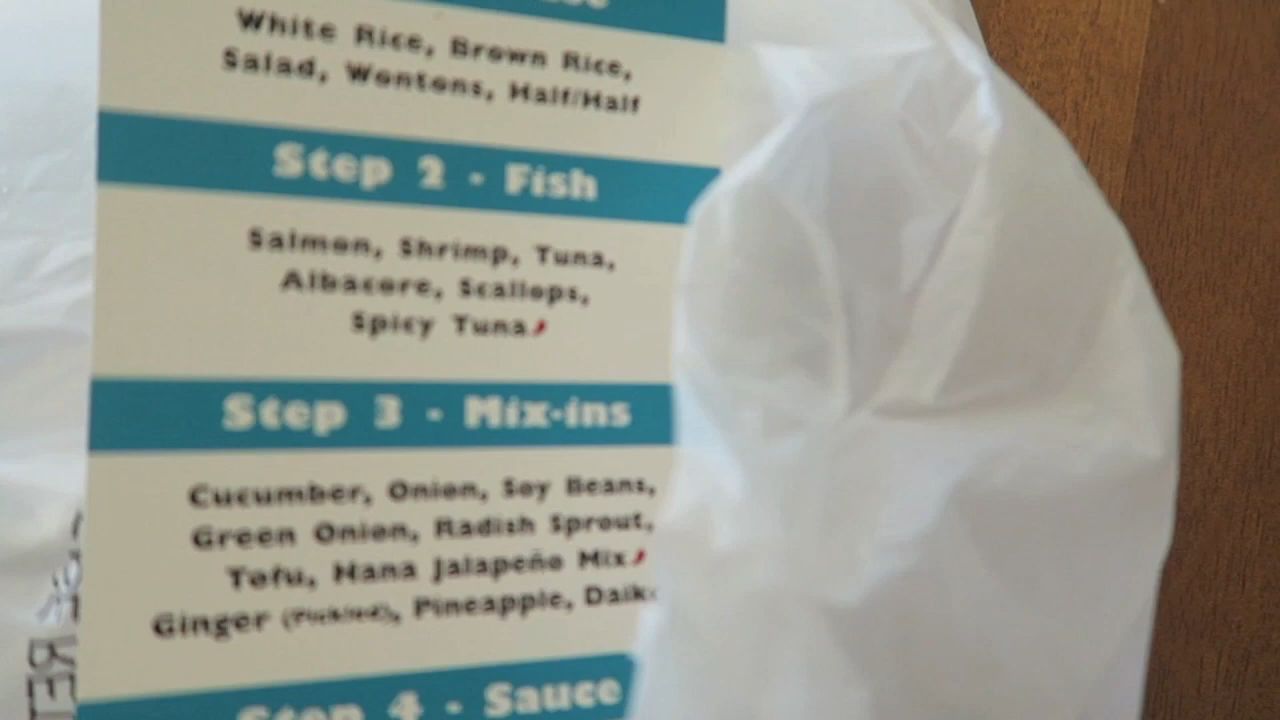 White Rice, Brown Rice,
Salad, Wontons, Half/Half
Step 2 - Fish
Salmon, Shrimp, Tuna,
Albacore, Scallops,
Spicy Tuna
Step 3 - Mix-ins
Cucumber, Onion, Soy Beans,
Green Onion, Radish Sprout,
Tofu, Hana Jalapeño Mix
Ginger (Pickled), Pineapple,
Step 4 - Sauce